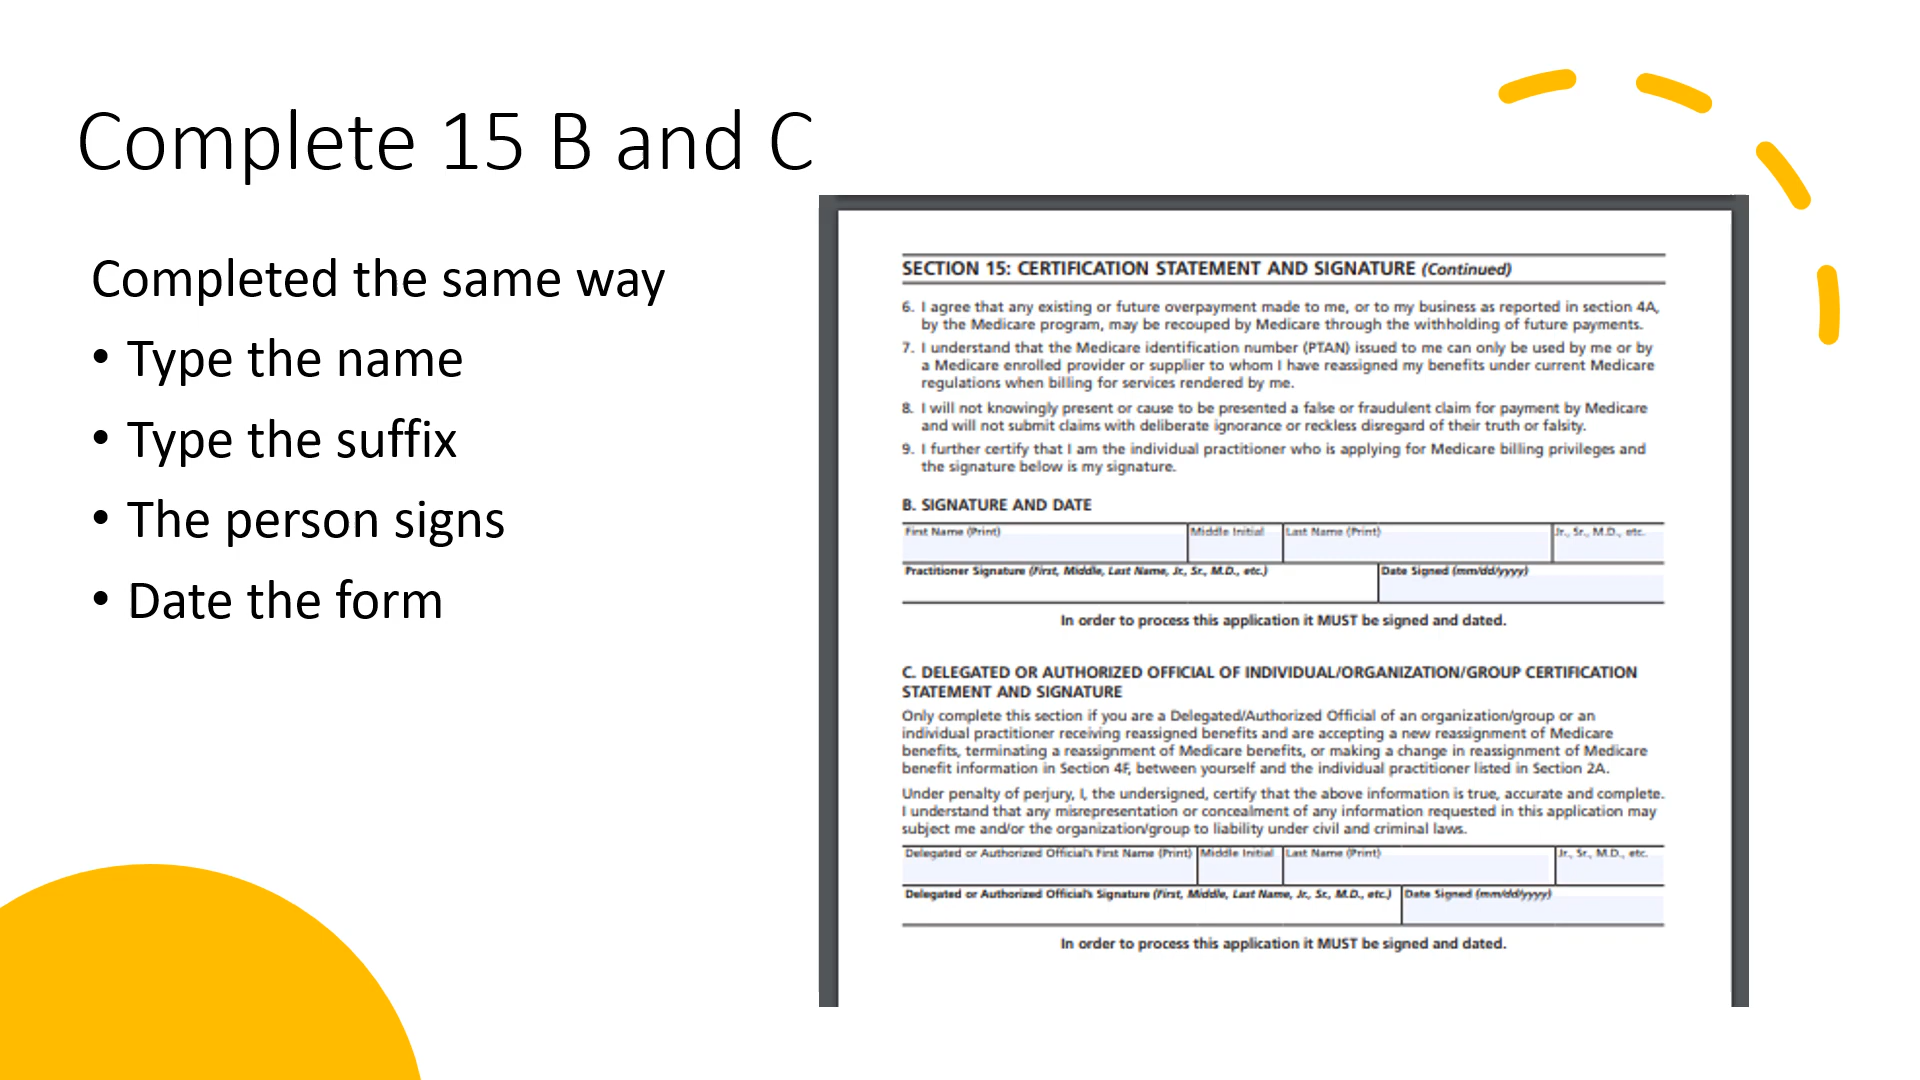 Complete 15 B and C
Completed the same way
• Type the name
• Type the suffix
• The person signs
• Date the form
SECTION 15: CERTIFICATION STATEMENT AND SIGNATURE (Continued)
6. I agree that any existing or future overpayment made to me, or to my business as reported in section 4A,
by the Medicare program, may be recouped by Medicare through the withholding of future payments.
7. I understand that the Medicare identification number (PTAN) issued to me can only be used by me or by
a Medicare enrolled provider or supplier to whom I have reassigned my benefits under current Medicare
regulations when billing for services rendered by me.
8. I will not knowingly present or cause to be presented a false or fraudulent claim for payment by Medicare
and will not submit claims with deliberate ignorance or reckless disregard of their truth or falsity.
9. I further certify that I am the individual practitioner who is applying for Medicare billing privileges and
the signature below is my signature.
B. SIGNATURE AND DATE
First Name (Print) Middle Initial Last Name (Print) Jr., Sr., M.D., etc.
Practitioner Signature (First, Middle, Last Name, Jr., Sr., M.D., etc.) Date Signed (mm/dd/yyyy)
In order to process this application it MUST be signed and dated.
C. DELEGATED OR AUTHORIZED OFFICIAL OF INDIVIDUAL/ORGANIZATION/GROUP CERTIFICATION
STATEMENT AND SIGNATURE
Only complete this section if you are a Delegated/Authorized Official of an organization/group or an
individual practitioner receiving reassigned benefits and are accepting a new reassignment of Medicare
benefits, terminating a reassignment of Medicare benefits, or making a change in reassignment of Medicare
benefit information in Section 4F, between yourself and the individual practitioner listed in Section 2A.
Under penalty of perjury, I, the undersigned, certify that the above information is true, accurate and complete.
I understand that any misrepresentation or concealment of any information requested in this application may
subject me and/or the organization/group to liability under civil and criminal laws.
Delegated or Authorized Official's First Name (Print) Middle Initial Last Name (Print) Jr., Sr., M.D., etc.
Delegated or Authorized Official's Signature (First, Middle, Last Name, Jr., Sr., M.D., etc.) Date Signed (mm/dd/yyyy)
In order to process this application it MUST be signed and dated.